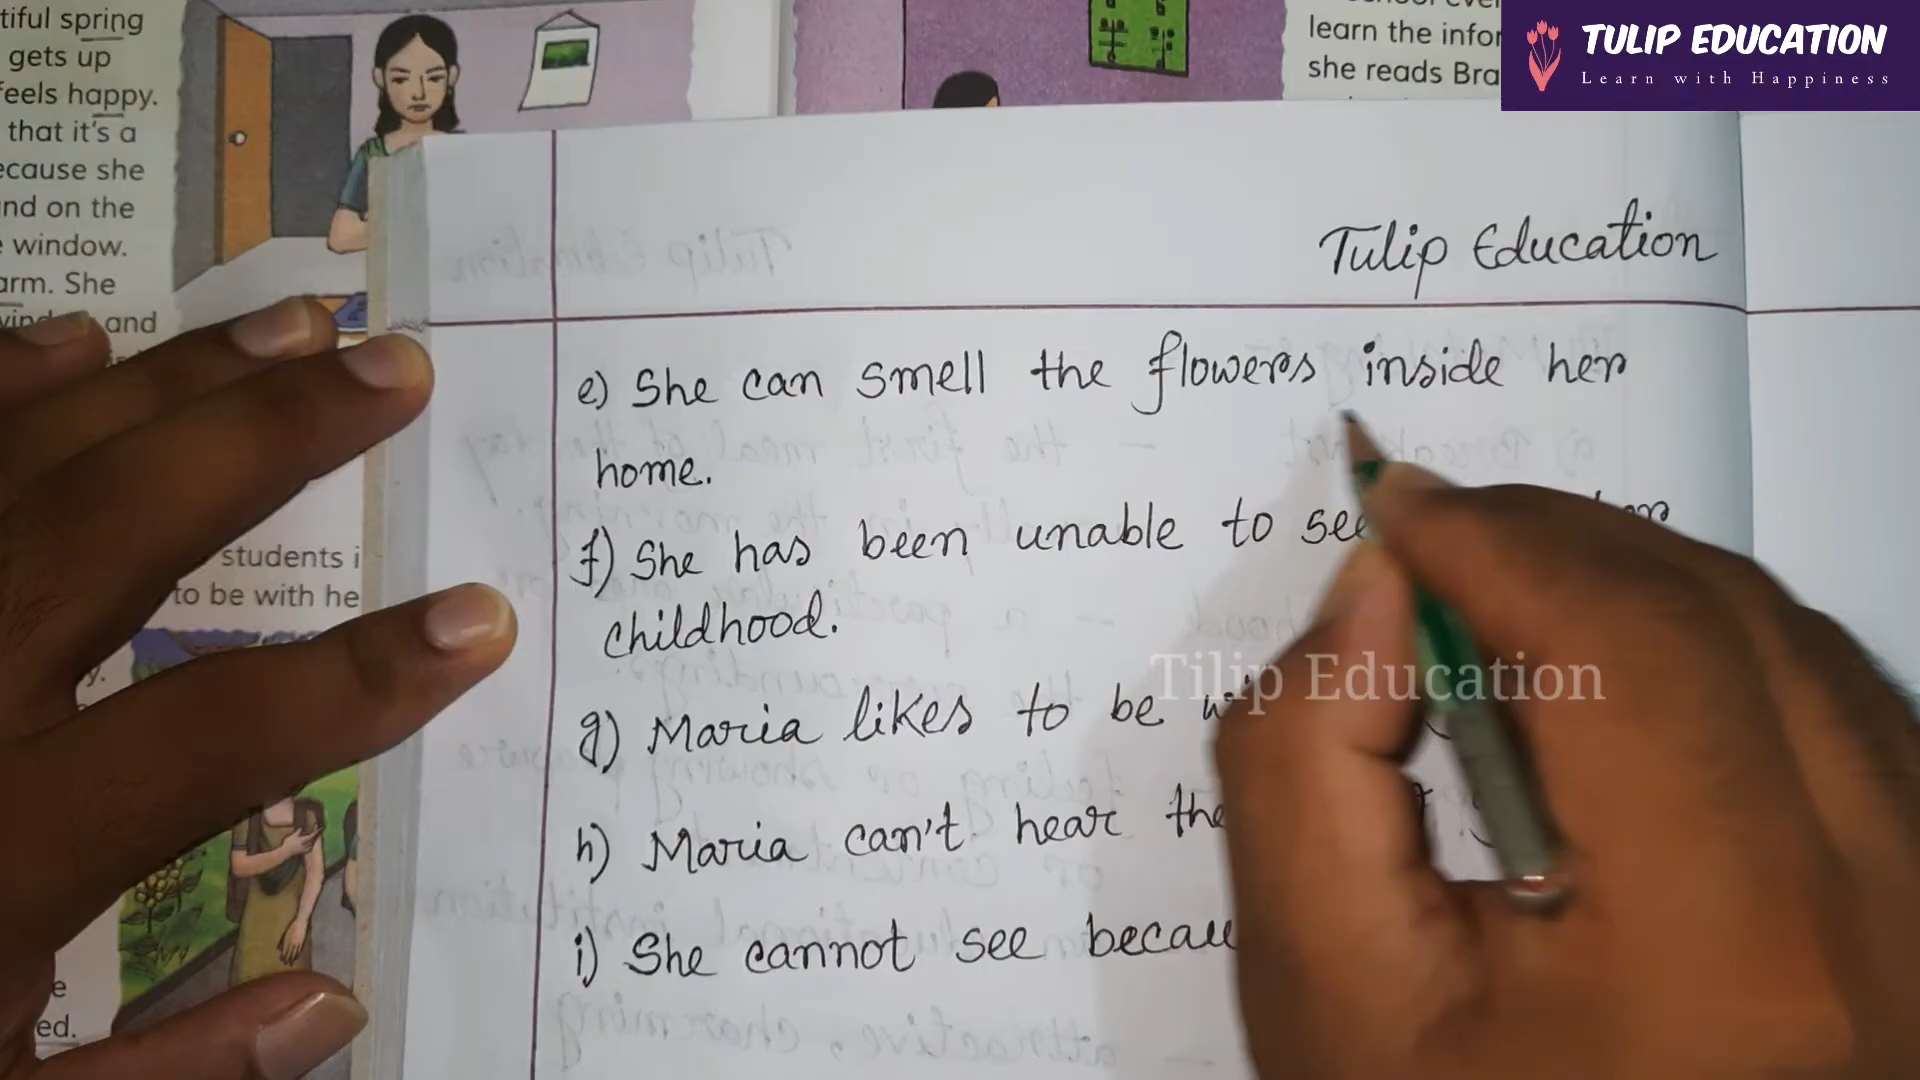 tiful spring
gets up
feels happy.
that it's a
ecause she
nd on the
window.
arm. She
and
students i
to be with he
y.
e
ed.
learn the infor
she reads Bra
TULIP EDUCATION
Learn with Happiness
Tulip Education
e) She can smell the flowers inside her
home.
f) She has been unable to see
childhood.
g) Maria likes to be
h) Maria can't hear the
i) She cannot see becau
Tilip Education